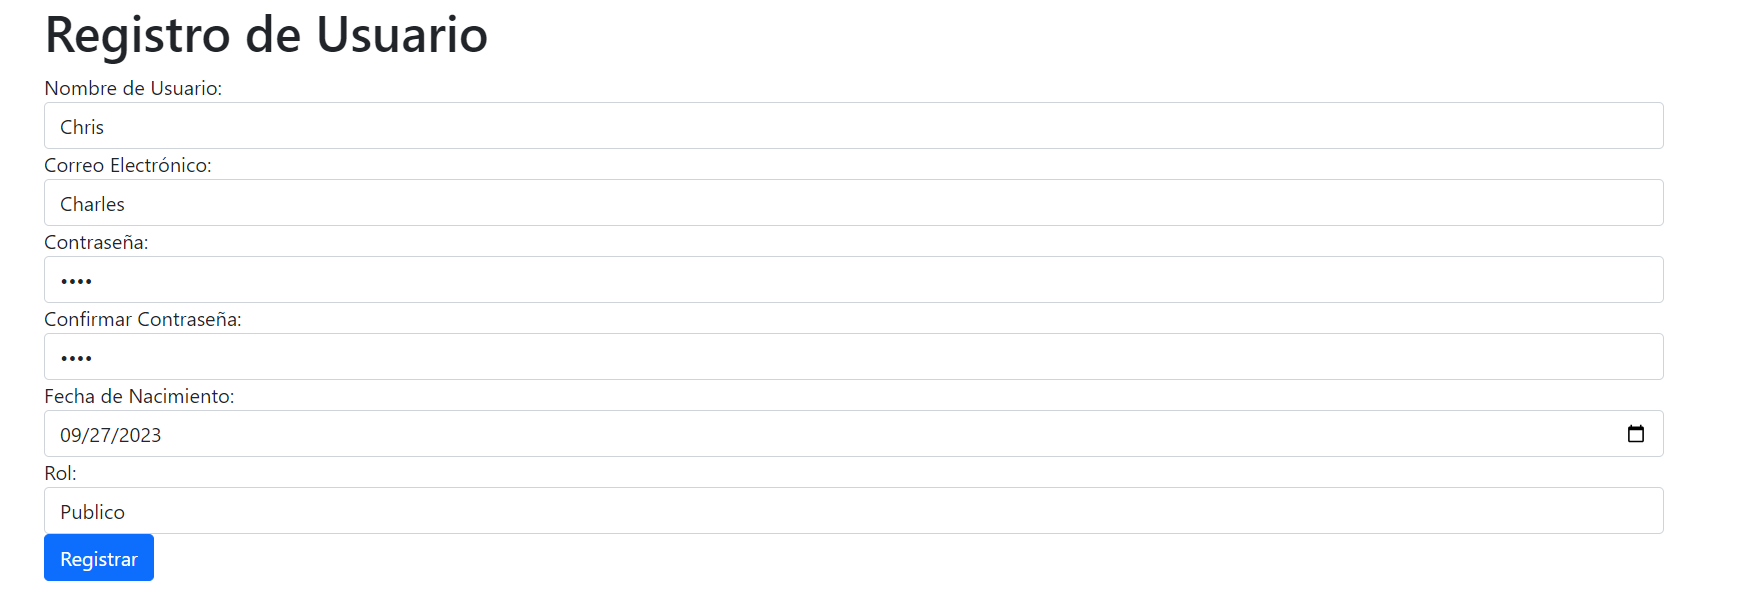 Registro de Usuario
Nombre de Usuario:
Chris
Correo Electrónico:
Charles
Contraseña:
••••
Confirmar Contraseña:
••••
Fecha de Nacimiento:
09/27/2023
Rol:
Publico
Registrar